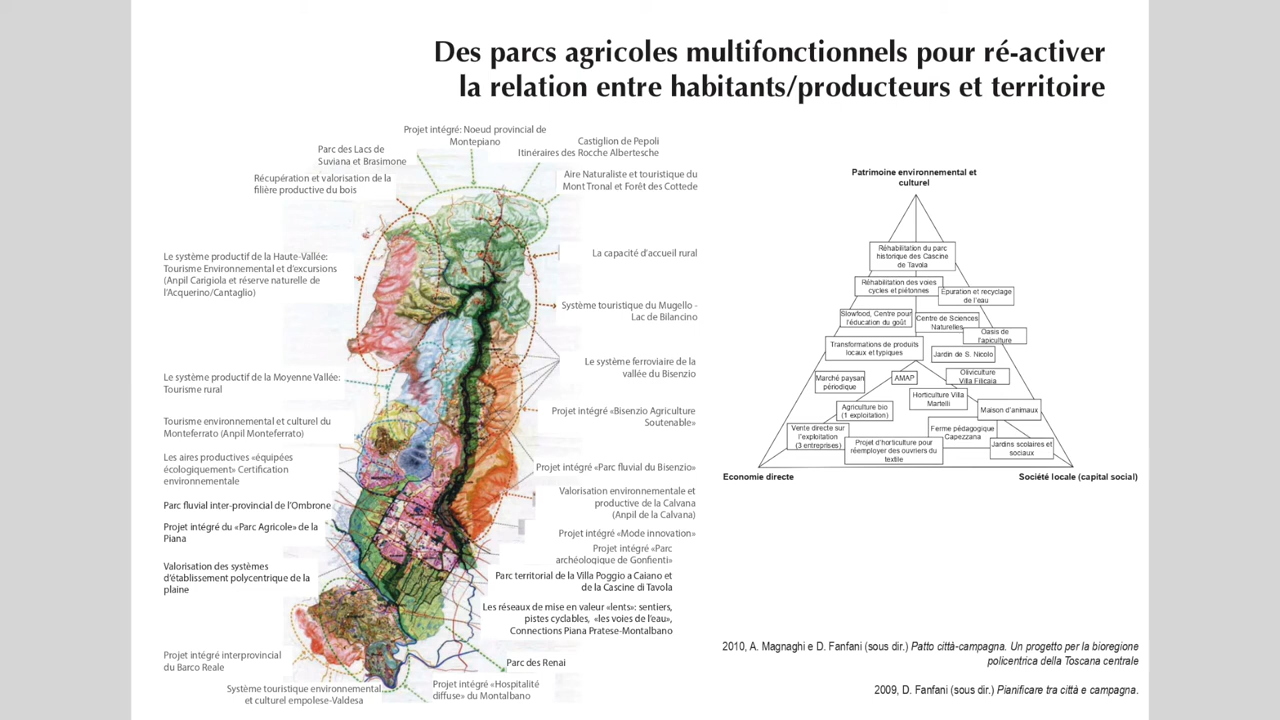 Des parcs agricoles multifonctionnels pour ré-activer
la relation entre habitants/producteurs et territoire
Projet intégré: Noeud provincial de
Montepiano
Castiglion de Pepoli
Itinéraires des Rocche Albertesche
Parc des Lacs de
Suviana et Brasimone
Récupération et valorisation de la
filière productive du bois
Aire Naturaliste et touristique du
Mont Tronal et Forêt des Cottede
Le système productif de la Haute-Vallée:
Tourisme Environnemental et d'excursions
(Anpil Carigiola et réserve naturelle de
l'Acquerino/Cantaglio)
La capacité d'accueil rural
Système touristique du Mugello -
Lac de Bilancino
Le système ferroviaire de la
vallée du Bisenzio
Le système productif de la Moyenne Vallée:
Tourisme rural
Projet intégré «Bisenzio Agriculture
Soutenable»
Tourisme environnemental et culturel du
Monteferrato (Anpil Monteferrato)
Les aires productives «équipées
écologiquement» Certification
environnementale
Projet intégré «Parc fluvial du Bisenzio»
Valorisation environnementale et
productive de la Calvana
(Anpil de la Calvana)
Parc fluvial inter-provincial de l'Ombrone
Projet intégré du «Parc Agricole» de la
Piana
Projet intégré «Mode innovation»
Projet intégré «Parc
archéologique de Gonfienti»
Valorisation des systèmes
d'établissement polycentrique de la
plaine
Parc territorial de la Villa Poggio a Caiano et
de la Cascine di Tavola
Les réseaux de mise en valeur «lents»: sentiers,
pistes cyclables, «les voies de l'eau»,
Connections Piana Pratese-Montalbano
Projet intégré interprovincial
du Barco Reale
Parc des Renai
Système touristique environnemental
et culturel empolese-Valdesa
Projet intégré «Hospitalité
diffuse» du Montalbano
Patrimoine environnemental et
culturel
Réhabilitation du parc
historique des Cascine
de Tavola
Réhabilitation des voies
cycles et piétonnes
Épuration et recyclage
de l'eau
Slowfood, Centre pour
l'éducation du goût
Centre de Sciences
Naturelles
Oasis de
l'apiculture
Transformations de produits
locaux et typiques
Jardin de S. Nicolo
Marché paysan
périodique
AMAP
Oliviculture
Villa Filicaia
Horticulture Villa
Martelli
Agriculture bio
(1 exploitation)
Maison d'animaux
Vente directe sur
l'exploitation
(3 entreprises)
Ferme pédagogique
Capezzana
Projet d'horticulture pour
réemployer des ouvriers du
textile
Jardins scolaires et
sociaux
Economie directe
Société locale (capital social)
2010, A. Magnaghi e D. Fanfani (sous dir.) Patto città-campagna. Un progetto per la bioregione
policentrica della Toscana centrale
2009, D. Fanfani (sous dir.) Pianificare tra città e campagna.